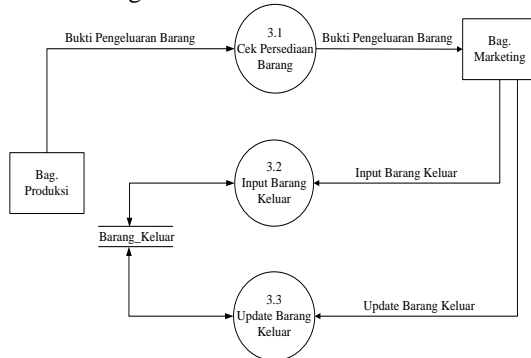 3.1
Bukti Pengeluaran Barang
Cek Persediaan
Barang
Bukti Pengeluaran Barang
Bag.
Marketing
Bag.
Produksi
3.2
Input Barang
Keluar
Input Barang Keluar
Barang_Keluar
3.3
Update Barang
Keluar
Update Barang Keluar